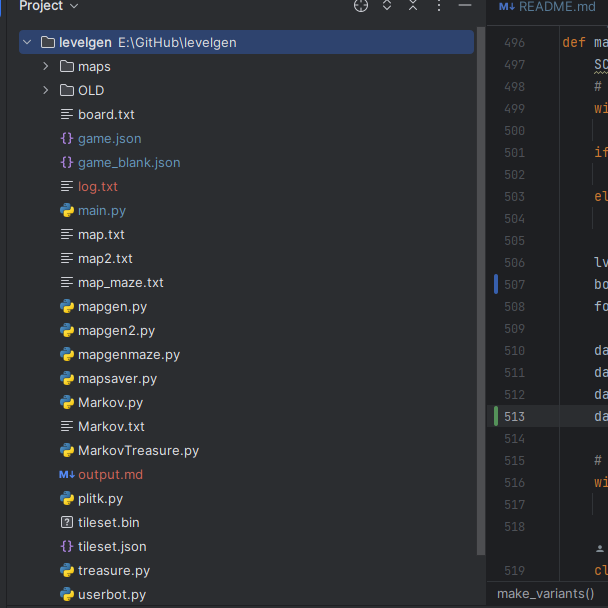 Project
levelgen E:\GitHub\levelgen
maps
OLD
board.txt
game.json
game_blank.json
log.txt
main.py
map.txt
map2.txt
map_maze.txt
mapgen.py
mapgen2.py
mapgenmaze.py
mapsaver.py
Markov.py
Markov.txt
MarkovTreasure.py
M↓ output.md
plitk.py
tileset.bin
tileset.json
treasure.py
userbot.py
M↓ README.md
496 def ma
497 SC
498 #
499 wi
500
501 if
502
503 el
504
505
506 lv
507 bo
508 fo
509
510 da
511 da
512 da
513 da
514
515 #
516 wi
517
518
519 cl
make_variants()